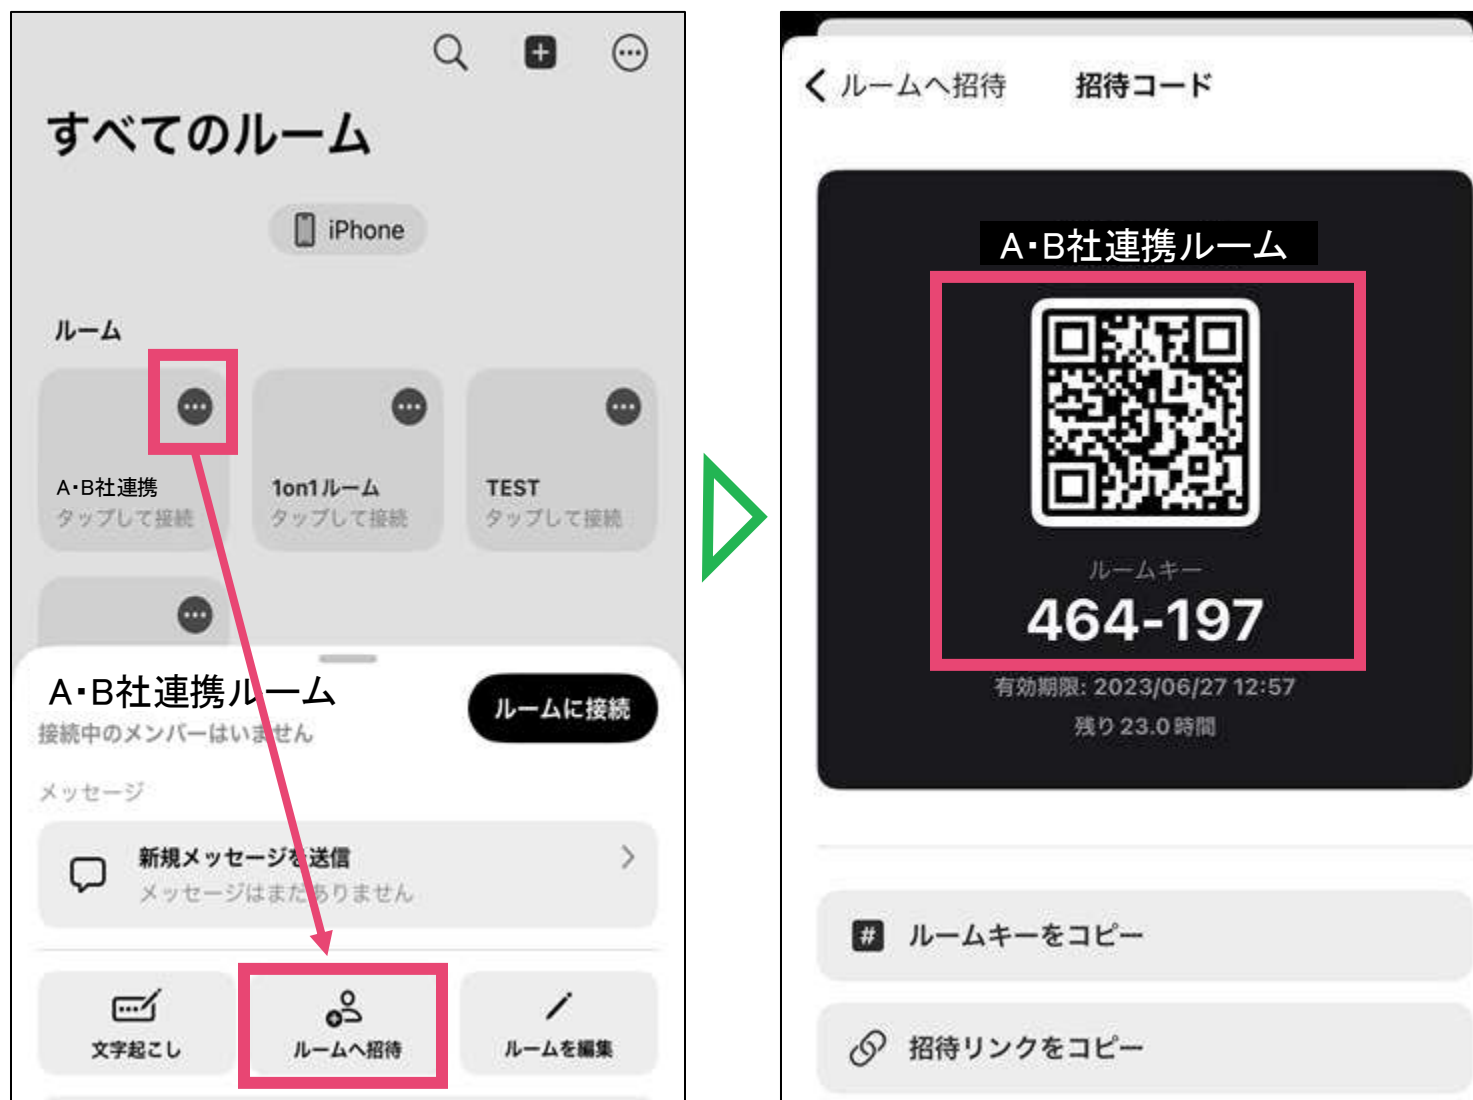 すべてのルーム
iPhone
ルーム
A・B社連携
タップして接続
1on1ルーム
タップして接続
TEST
タップして接続
A・B社連携ルーム
接続中のメンバーはいません
ルームに接続
メッセージ
新規メッセージを送信
メッセージはまだありません
文字起こし
ルームへ招待
ルームを編集
ルームへ招待
招待コード
A・B社連携ルーム
ルームキー
464-197
有効期限: 2023/06/27 12:57
残り 23.0 時間
# ルームキーをコピー
招待リンクをコピー